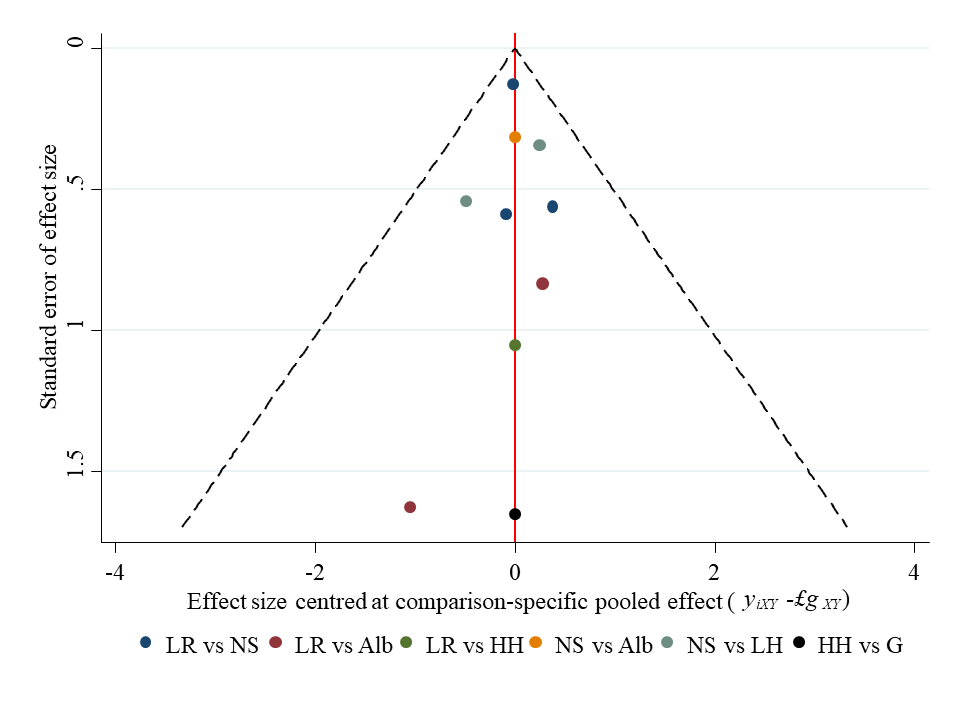 0
.5
1
1.5
Standard error of effect size
-4 -2 0 2 4
Effect size centred at comparison-specific pooled effect ( yiXY -£gXY)
LR vs NS LR vs Alb LR vs HH NS vs Alb NS vs LH HH vs G